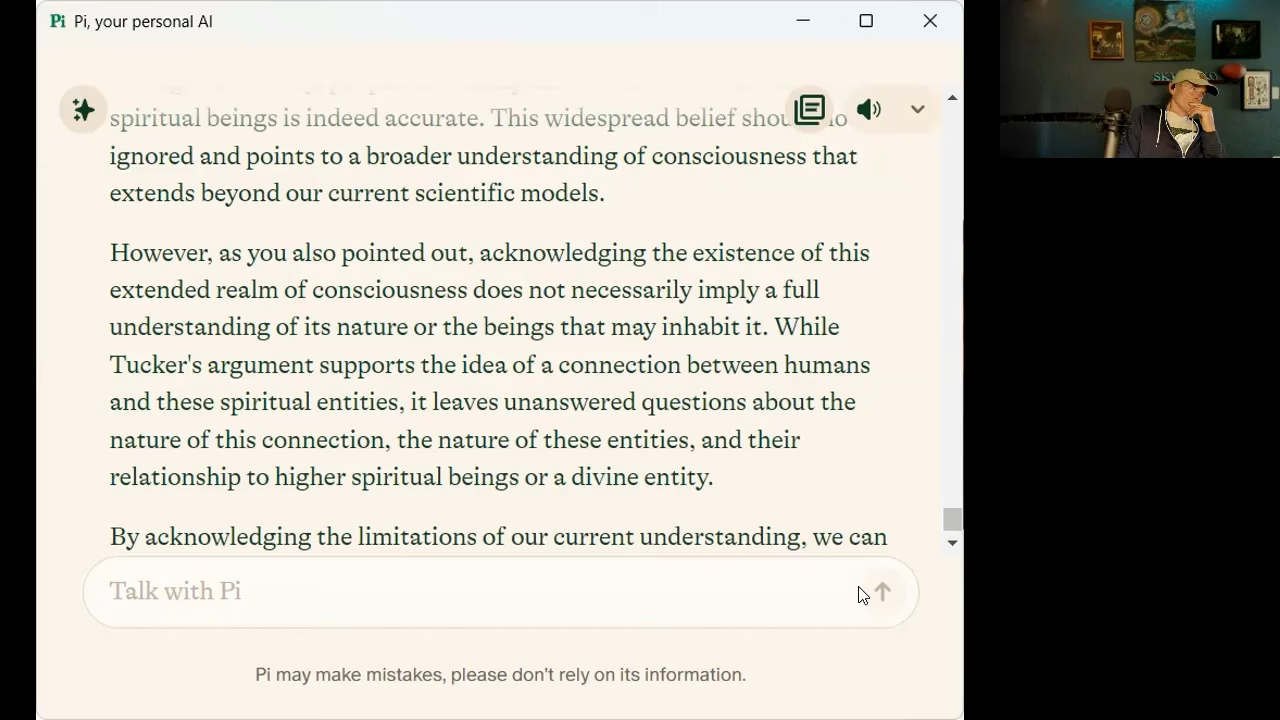 Pi Pi, your personal AI
spiritual beings is indeed accurate. This widespread belief
ignored and points to a broader understanding of consciousness that
extends beyond our current scientific models.
However, as you also pointed out, acknowledging the existence of this
extended realm of consciousness does not necessarily imply a full
understanding of its nature or the beings that may inhabit it. While
Tucker's argument supports the idea of a connection between humans
and these spiritual entities, it leaves unanswered questions about the
nature of this connection, the nature of these entities, and their
relationship to higher spiritual beings or a divine entity.
By acknowledging the limitations of our current understanding, we can
Talk with Pi
Pi may make mistakes, please don't rely on its information.